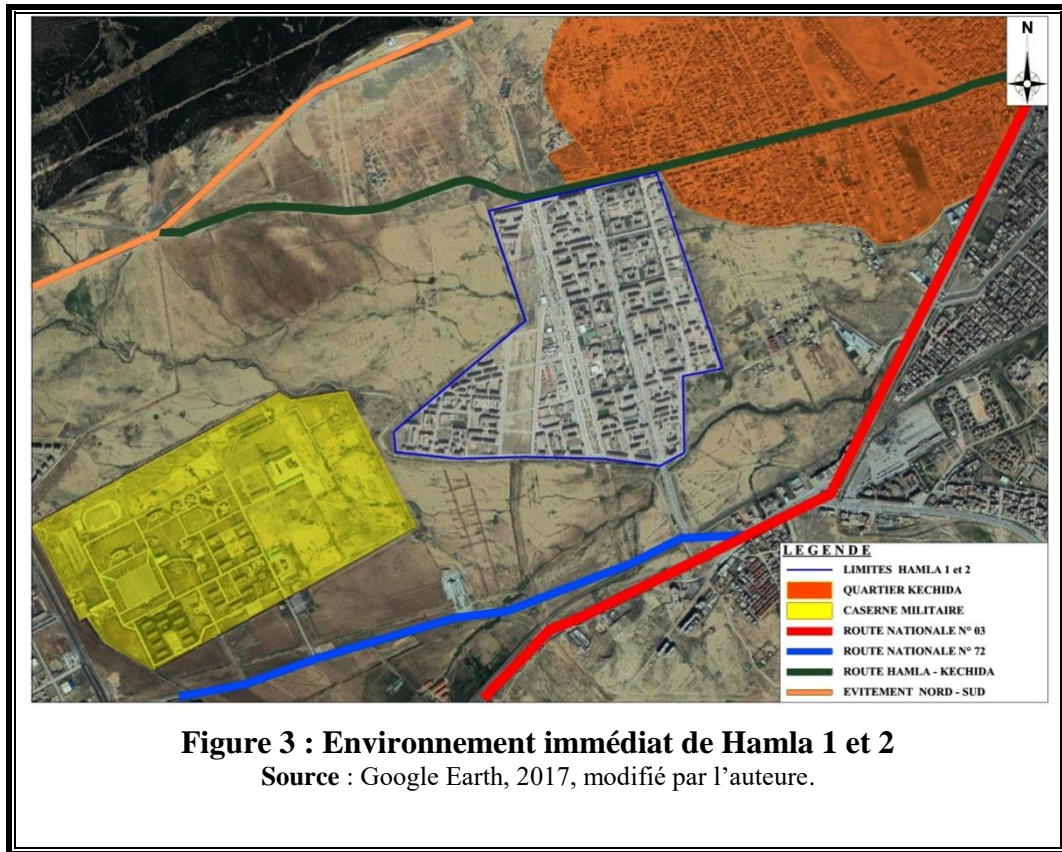 N
LEGENDE
LIMITES HAMLA 1 et 2
QUARTIER KECHIDA
CASERNE MILITAIRE
ROUTE NATIONALE N° 03
ROUTE NATIONALE N° 72
ROUTE HAMLA - KECHIDA
EVITEMENT NORD - SUD
Figure 3 : Environnement immédiat de Hamla 1 et 2
Source : Google Earth, 2017, modifié par l’auteure.